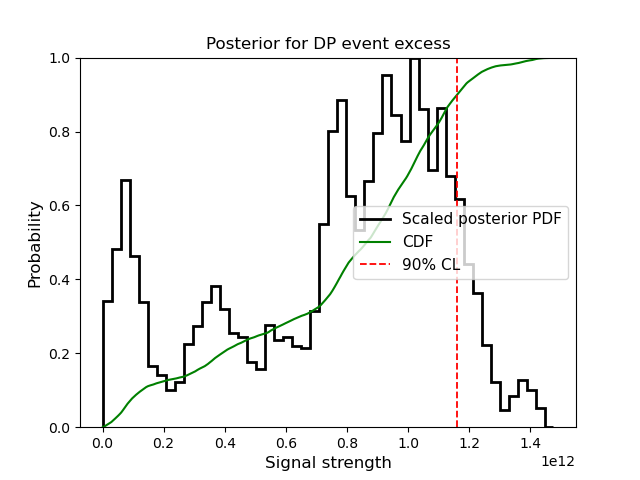 Posterior for DP event excess
1.0
0.8
0.6
0.4
0.2
0.0
Probability
Scaled posterior PDF
CDF
90% CL
0.0 0.2 0.4 0.6 0.8 1.0 1.2 1.4
1e12
Signal strength